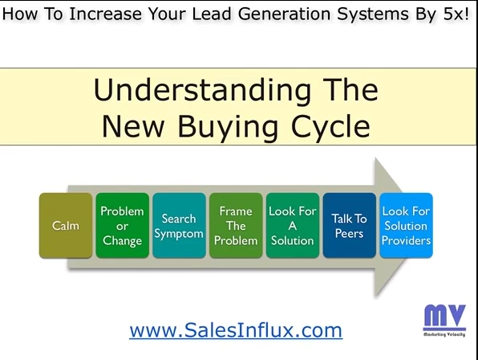 How To Increase Your Lead Generation Systems By 5x!
Understanding The
New Buying Cycle
Calm
Problem
or
Change
Search
Symptom
Frame
The
Problem
Look For
A
Solution
Talk To
Peers
Look For
Solution
Providers
MV
Marketing Velocity
www.SalesInflux.com